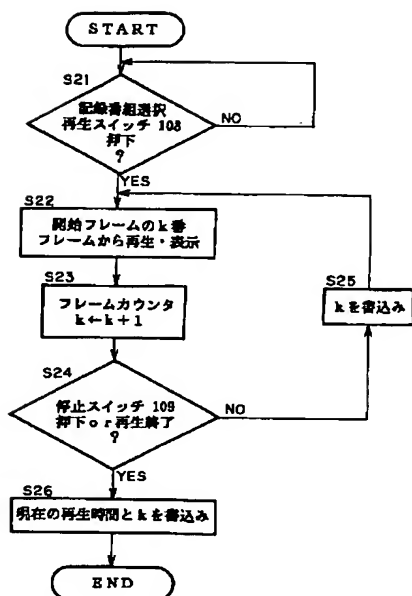 START
S21
記録番組選択
再生スイッチ 108
押下
?
NO
YES
S22
開始フレームのk番
フレームから再生・表示
S23
フレームカウンタ
k←k+1
S25
kを書込み
S24
停止スイッチ 109
押下or再生終了
?
NO
YES
S26
現在の再生時間とkを書込み
END